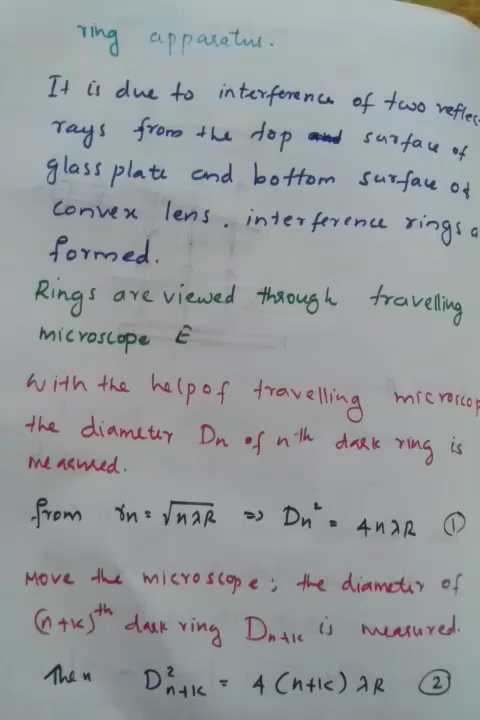 ring apparatus.
It is due to interference of two reflec
rays from the top and surface of
glass plate and bottom surface of
convex lens. interference rings a
formed.
Rings are viewed through travelling
microscope E
with the help of travelling microscop
the diameter Dn of nth dark ring is
measured.
from rn = √nλR => Dn² = 4nλR ①
Move the microscope; the diameter of
(n+k)th dark ring Dn+k is measured.
Then D²n+k = 4(n+k)λR ②